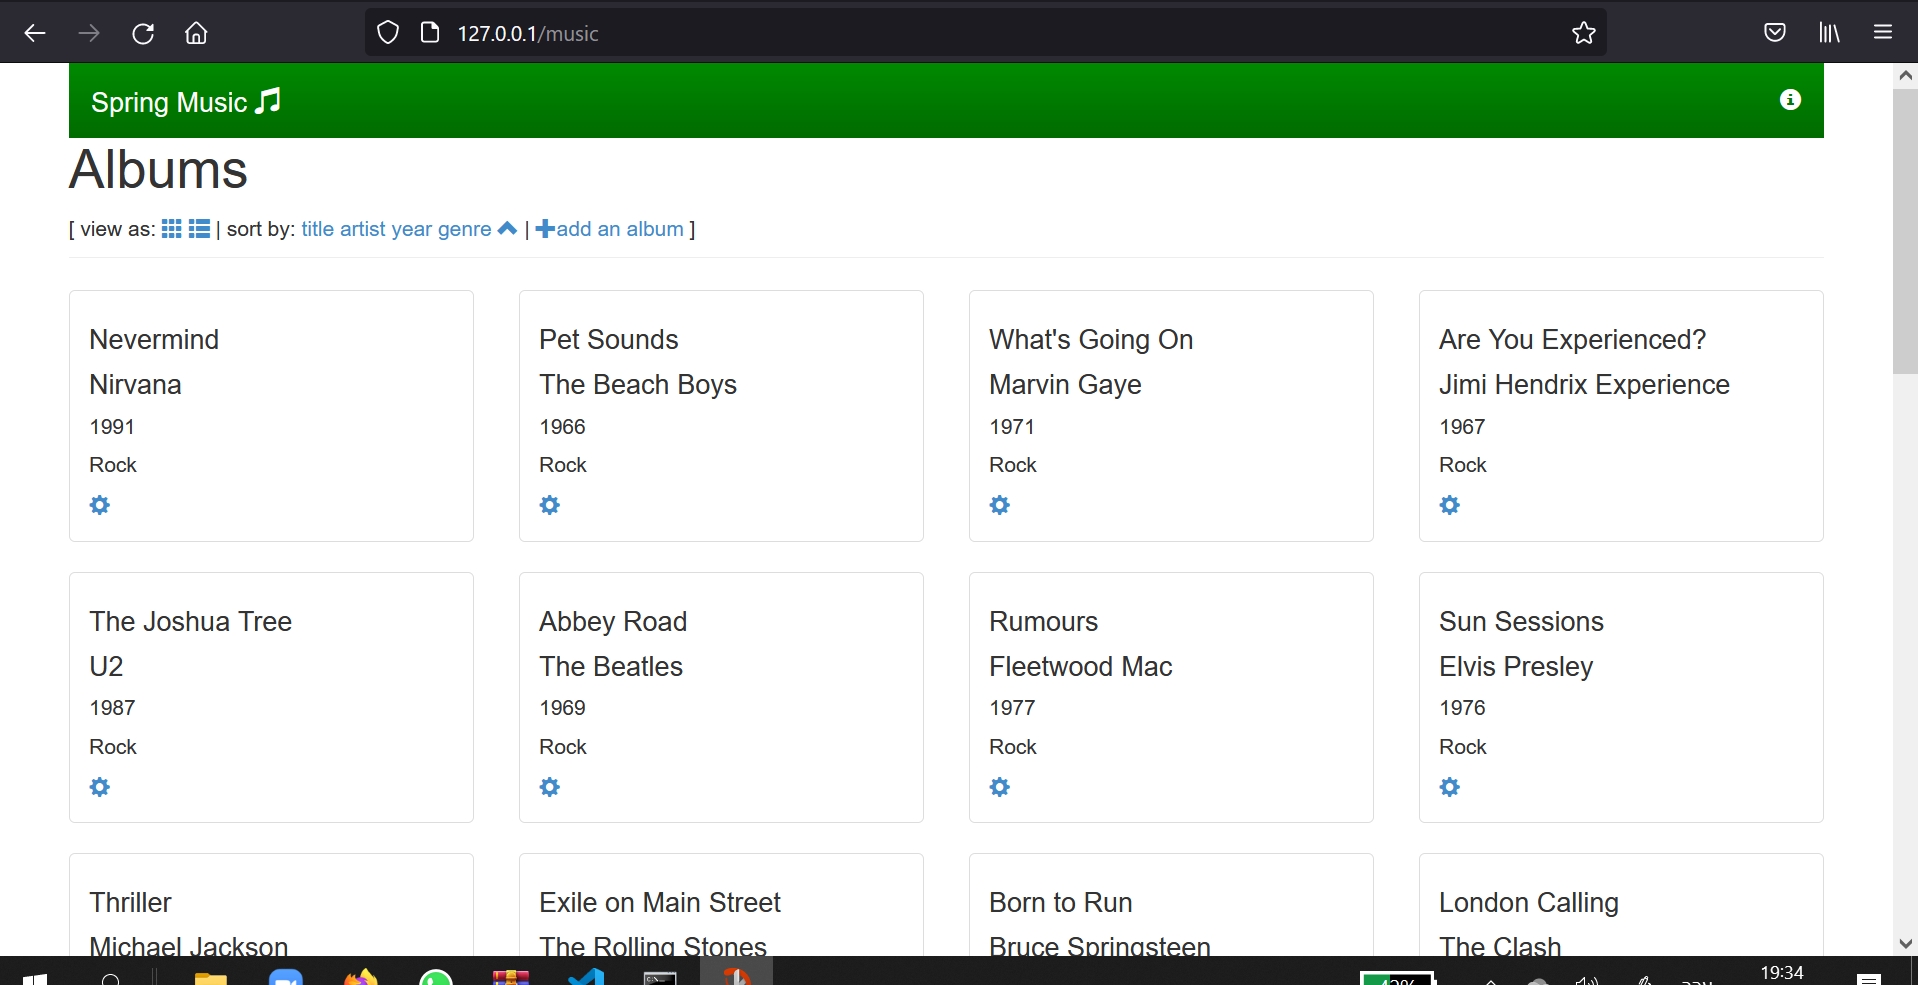 127.0.0.1/music
Spring Music
Albums
[ view as: | sort by: title artist year genre | add an album ]
Nevermind
Nirvana
1991
Rock
Pet Sounds
The Beach Boys
1966
Rock
What's Going On
Marvin Gaye
1971
Rock
Are You Experienced?
Jimi Hendrix Experience
1967
Rock
The Joshua Tree
U2
1987
Rock
Abbey Road
The Beatles
1969
Rock
Rumours
Fleetwood Mac
1977
Rock
Sun Sessions
Elvis Presley
1976
Rock
Thriller
Michael Jackson
Exile on Main Street
The Rolling Stones
Born to Run
Bruce Springsteen
London Calling
The Clash
19:34